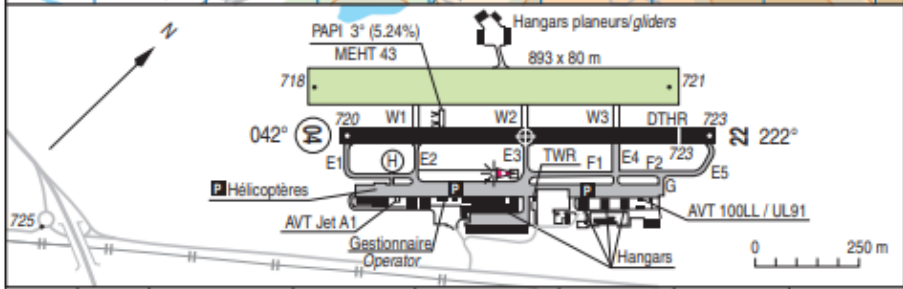 N
Hangars planeurs/gliders
PAPI 3° (5.24%)
MEHT 43
893 x 80 m
718
721
W1
W2
W3
DTHR
723
720
042°
04
22
222°
723
E1
H
E2
E3
TWR
F1
E4
F2
E5
P Hélicoptères
P
P
G
725
AVT Jet A1
AVT 100LL / UL91
Gestionnaire
Operator
Hangars
0
250 m